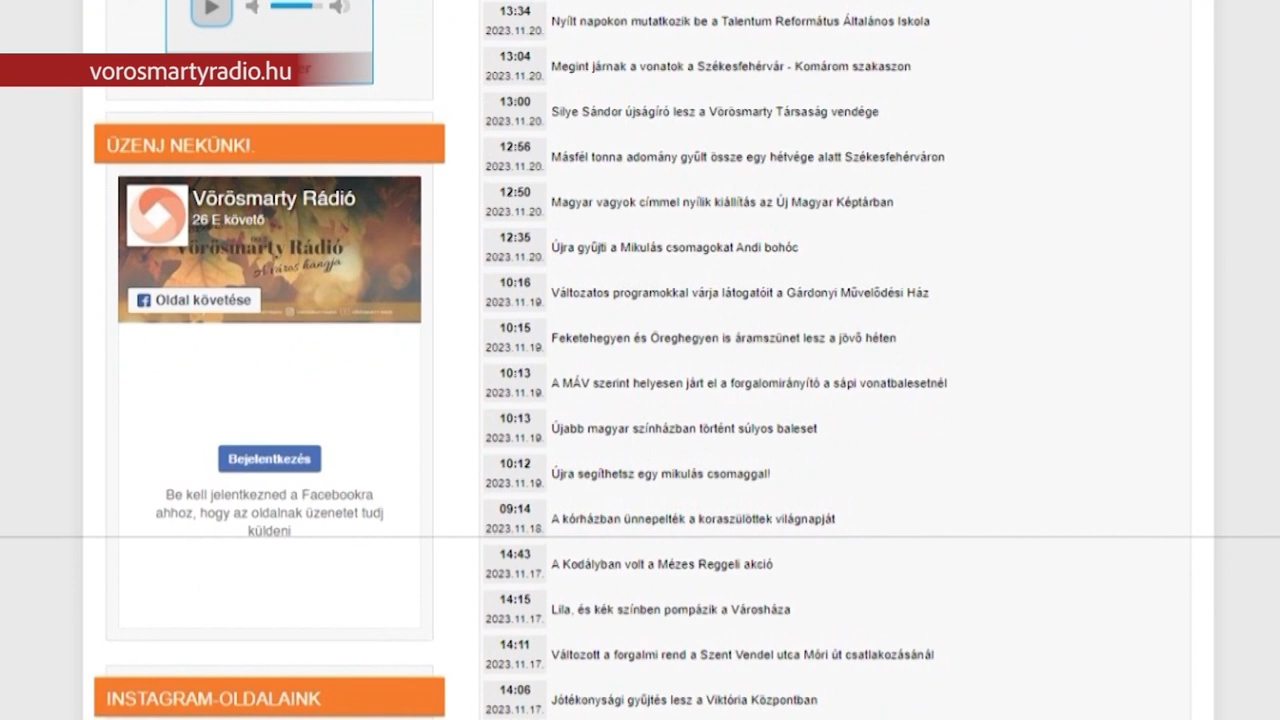 vorosmartyradio.hu
ÜZENJ NEKÜNK!.
Vörösmarty Rádió
26 E követő
Vörösmarty Rádió
A város hangja
Oldal követése
Bejelentkezés
Be kell jelentkezned a Facebookra
ahhoz, hogy az oldalnak üzenetet tudj
küldeni
INSTAGRAM-OLDALAINK
13:34
2023.11.20.
Nyílt napokon mutatkozik be a Talentum Református Általános Iskola
13:04
2023.11.20.
Megint járnak a vonatok a Székesfehérvár - Komárom szakaszon
13:00
2023.11.20.
Silye Sándor újságíró lesz a Vörösmarty Társaság vendége
12:56
2023.11.20.
Másfél tonna adomány gyűlt össze egy hétvége alatt Székesfehérváron
12:50
2023.11.20.
Magyar vagyok címmel nyílik kiállítás az Új Magyar Képtárban
12:35
2023.11.20.
Újra gyűjti a Mikulás csomagokat Andi bohóc
10:16
2023.11.19.
Változatos programokkal várja látogatóit a Gárdonyi Művelődési Ház
10:15
2023.11.19.
Feketehegyen és Öreghegyen is áramszünet lesz a jövő héten
10:13
2023.11.19.
A MÁV szerint helyesen járt el a forgalomirányító a sápi vonatbalesetnél
10:13
2023.11.19.
Újabb magyar színházban történt súlyos baleset
10:12
2023.11.19.
Újra segíthetsz egy mikulás csomaggal!
09:14
2023.11.18.
A kórházban ünnepelték a koraszülöttek világnapját
14:43
2023.11.17.
A Kodályban volt a Mézes Reggeli akció
14:15
2023.11.17.
Lila, és kék színben pompázik a Városháza
14:11
2023.11.17.
Változott a forgalmi rend a Szent Vendel utca Móri út csatlakozásánál
14:06
2023.11.17.
Jótékonysági gyűjtés lesz a Viktória Központban